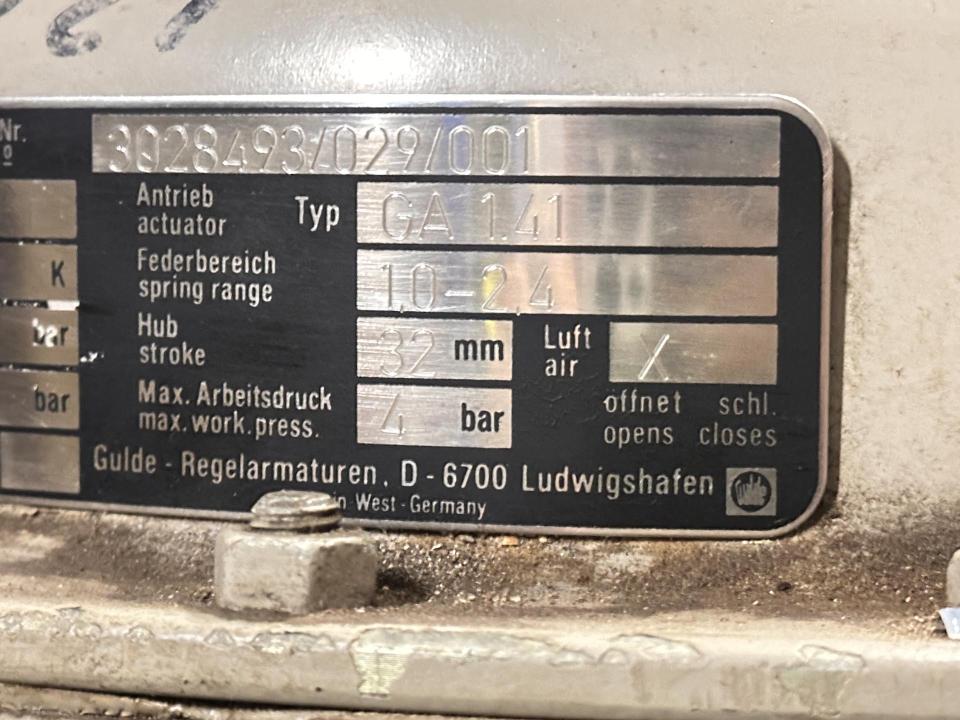 Nr. 3028493/029/001
o
Antrieb
actuator Typ GA 1.41
K Federbereich
spring range 1,0-2,4
bar Hub
stroke 32 mm Luft
air X
bar Max. Arbeitsdruck
max. work. press. 4 bar
öffnet schl.
opens closes
Gulde - Regelarmaturen, D - 6700 Ludwigshafen gulde
in West-Germany